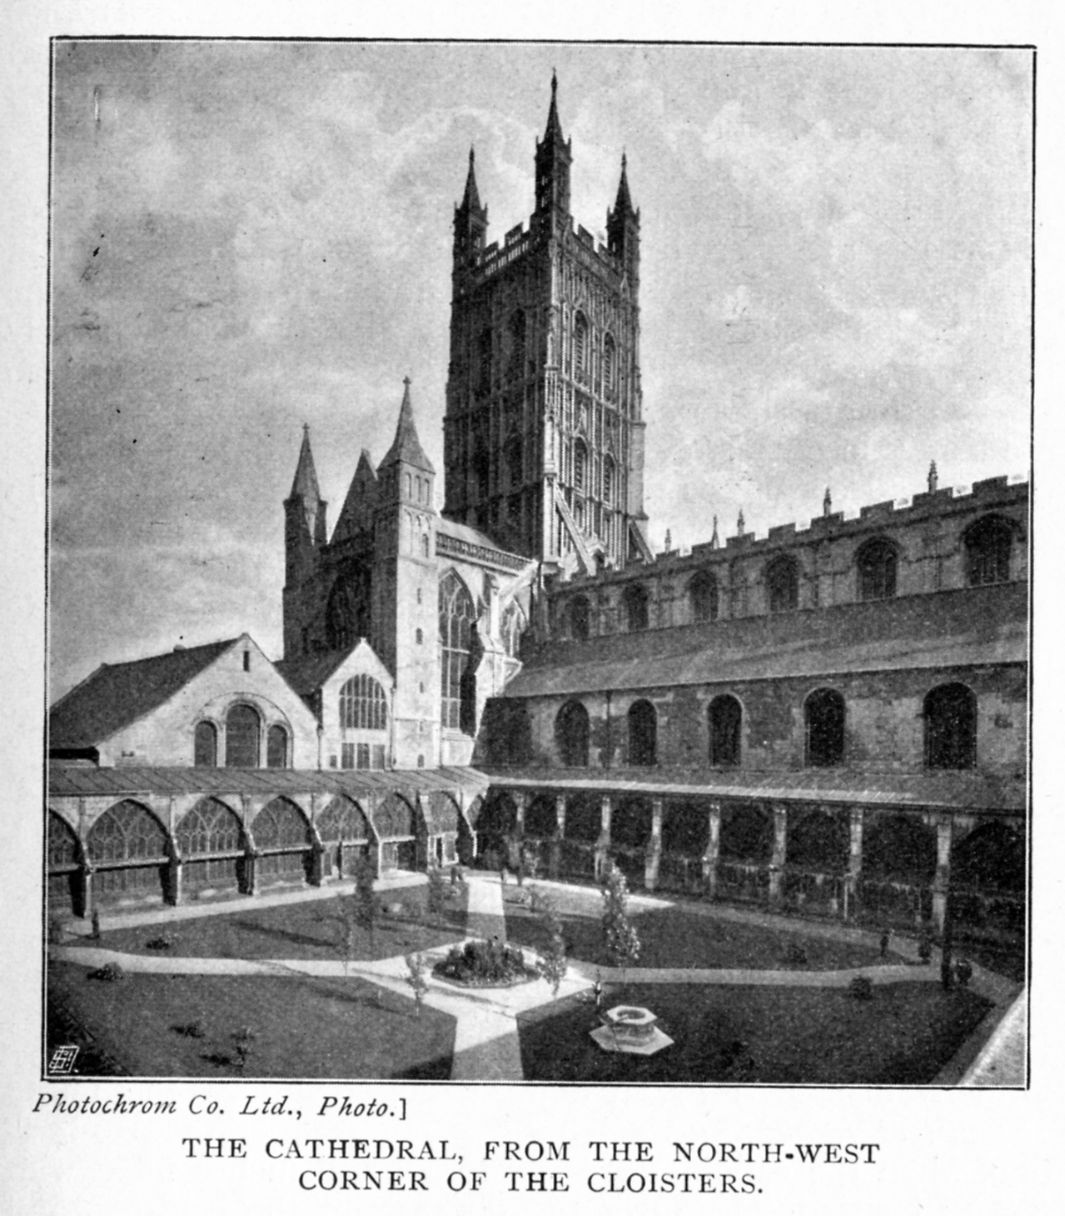 Photochrom Co. Ltd., Photo.]
THE CATHEDRAL, FROM THE NORTH-WEST
CORNER OF THE CLOISTERS.